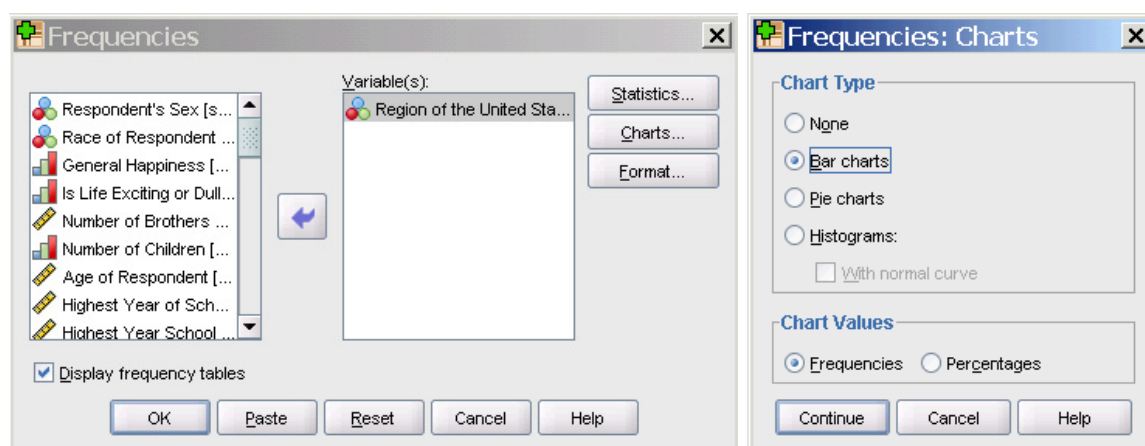 Frequencies
Respondent's Sex [s...
Race of Respondent ...
General Happiness [...
Is Life Exciting or Dull...
Number of Brothers ...
Number of Children [...
Age of Respondent [...
Highest Year of Sch...
Highest Year School ...
Variable(s):
Region of the United Sta...
Statistics...
Charts...
Format...
Display frequency tables
OK
Paste
Reset
Cancel
Help
Frequencies: Charts
Chart Type
None
Bar charts
Pie charts
Histograms:
With normal curve
Chart Values
Frequencies
Percentages
Continue
Cancel
Help